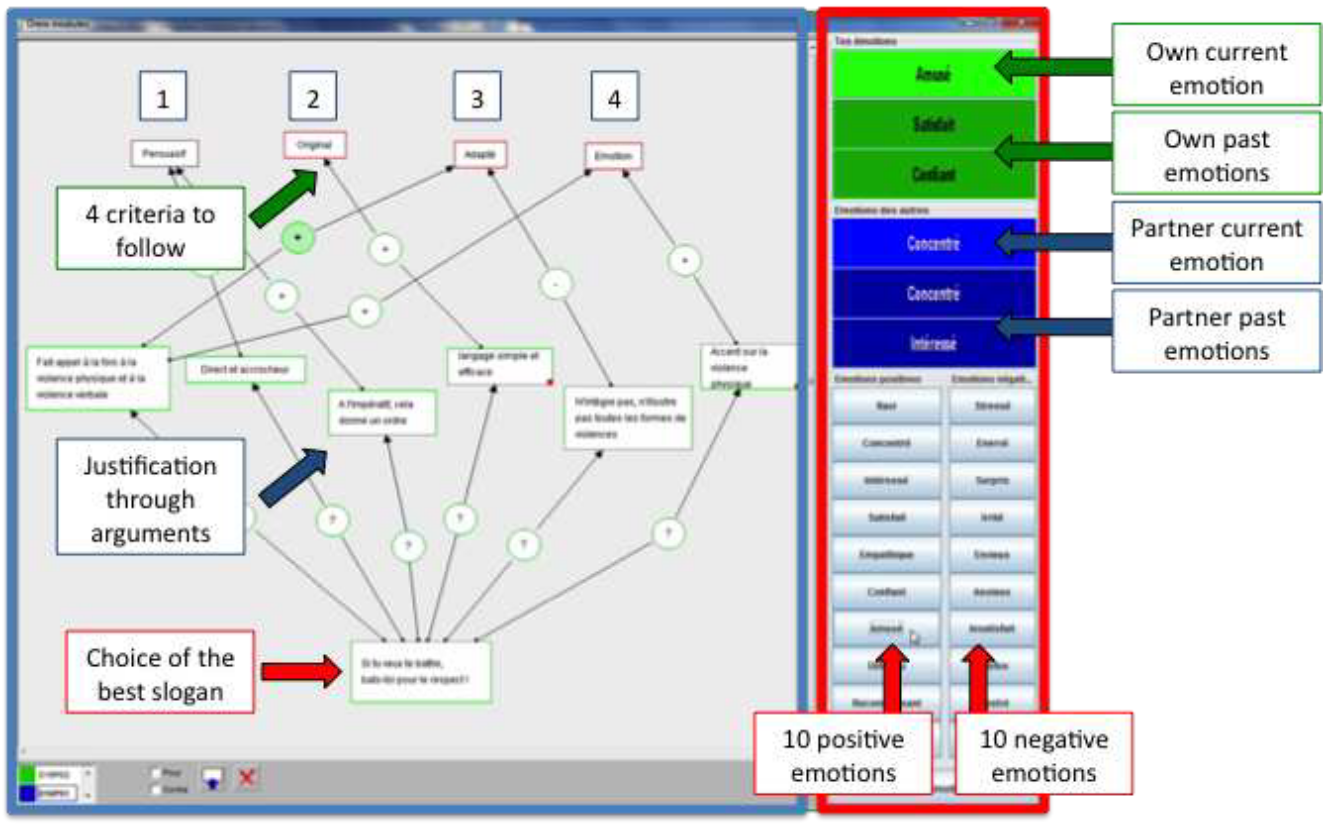 Drew modules
1
2
3
4
Persuasif
Original
Adapté
Emotion
4 criteria to
follow
+
+
+
+
-
+
Fait appel à la fois à la
violence physique et à la
violence verbale
Direct et accrocheur
A l'impératif, cela
donne un ordre
langage simple et
efficace
N'intègre pas, n'illustre
pas toutes les formes de
violences
Accent sur la
violence
physique
Justification
through
arguments
?
?
?
?
?
Choice of the
best slogan
Si tu veux te battre,
bats-toi pour le respect !
Pour
Contre
Tes émotions
Amusé
Satisfait
Confiant
Emotions des autres
Concentré
Concentré
Intéressé
Emotions positives
Emotions négati...
Ravi
Stressé
Concentré
Enervé
Intéressé
Surpris
Satisfait
Irrité
Empathique
Envieux
Confiant
Anxieux
Amusé
Insatisfait
Own current
emotion
Own past
emotions
Partner current
emotion
Partner past
emotions
10 positive
emotions
10 negative
emotions